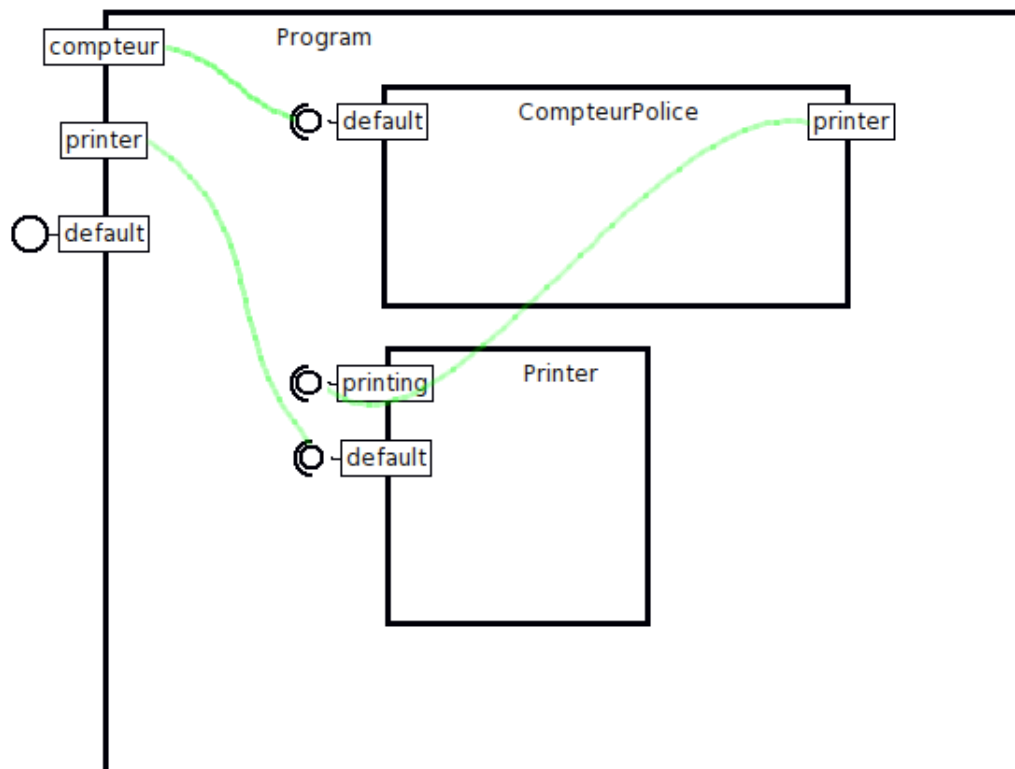 compteur
Program
default
CompteurPolice
printer
printer
default
printing
Printer
default